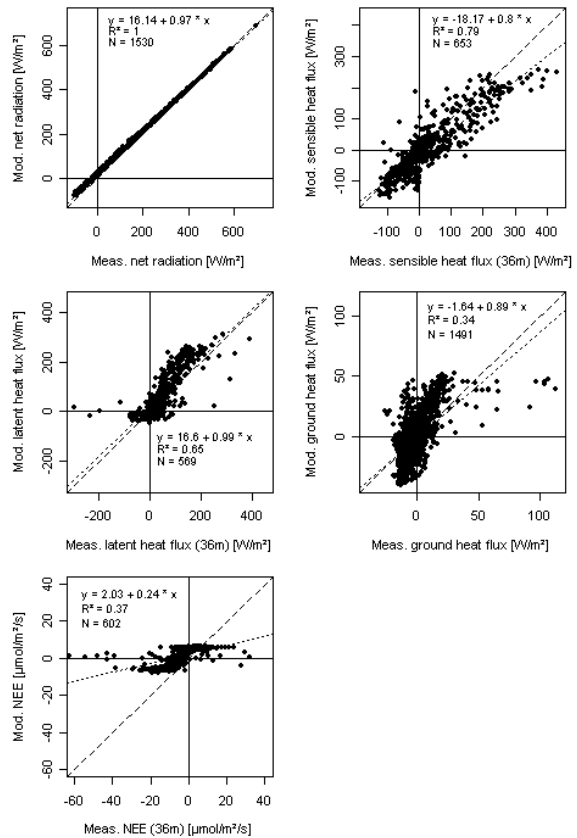 y = 16.14 + 0.97 * x
R² = 1
N = 1530
Mod. net radiation [W/m²]
0 200 400 600
0 200 400 600
Meas. net radiation [W/m²]
y = -18.17 + 0.8 * x
R² = 0.79
N = 653
Mod. sensible heat flux [W/m²]
-100 0 100 300
-100 0 100 200 300 400
Meas. sensible heat flux (36m) [W/m²]
y = 16.6 + 0.99 * x
R² = 0.65
N = 569
Mod. latent heat flux [W/m²]
-200 0 200 400
-200 0 200 400
Meas. latent heat flux (36m) [W/m²]
y = -1.64 + 0.89 * x
R² = 0.34
N = 1491
Mod. ground heat flux [W/m²]
0 50 100
0 50 100
Meas. ground heat flux [W/m²]
y = 2.03 + 0.24 * x
R² = 0.37
N = 602
Mod. NEE [µmol/m²/s]
-60 -40 -20 0 20 40
-60 -40 -20 0 20 40
Meas. NEE (36m) [µmol/m²/s]